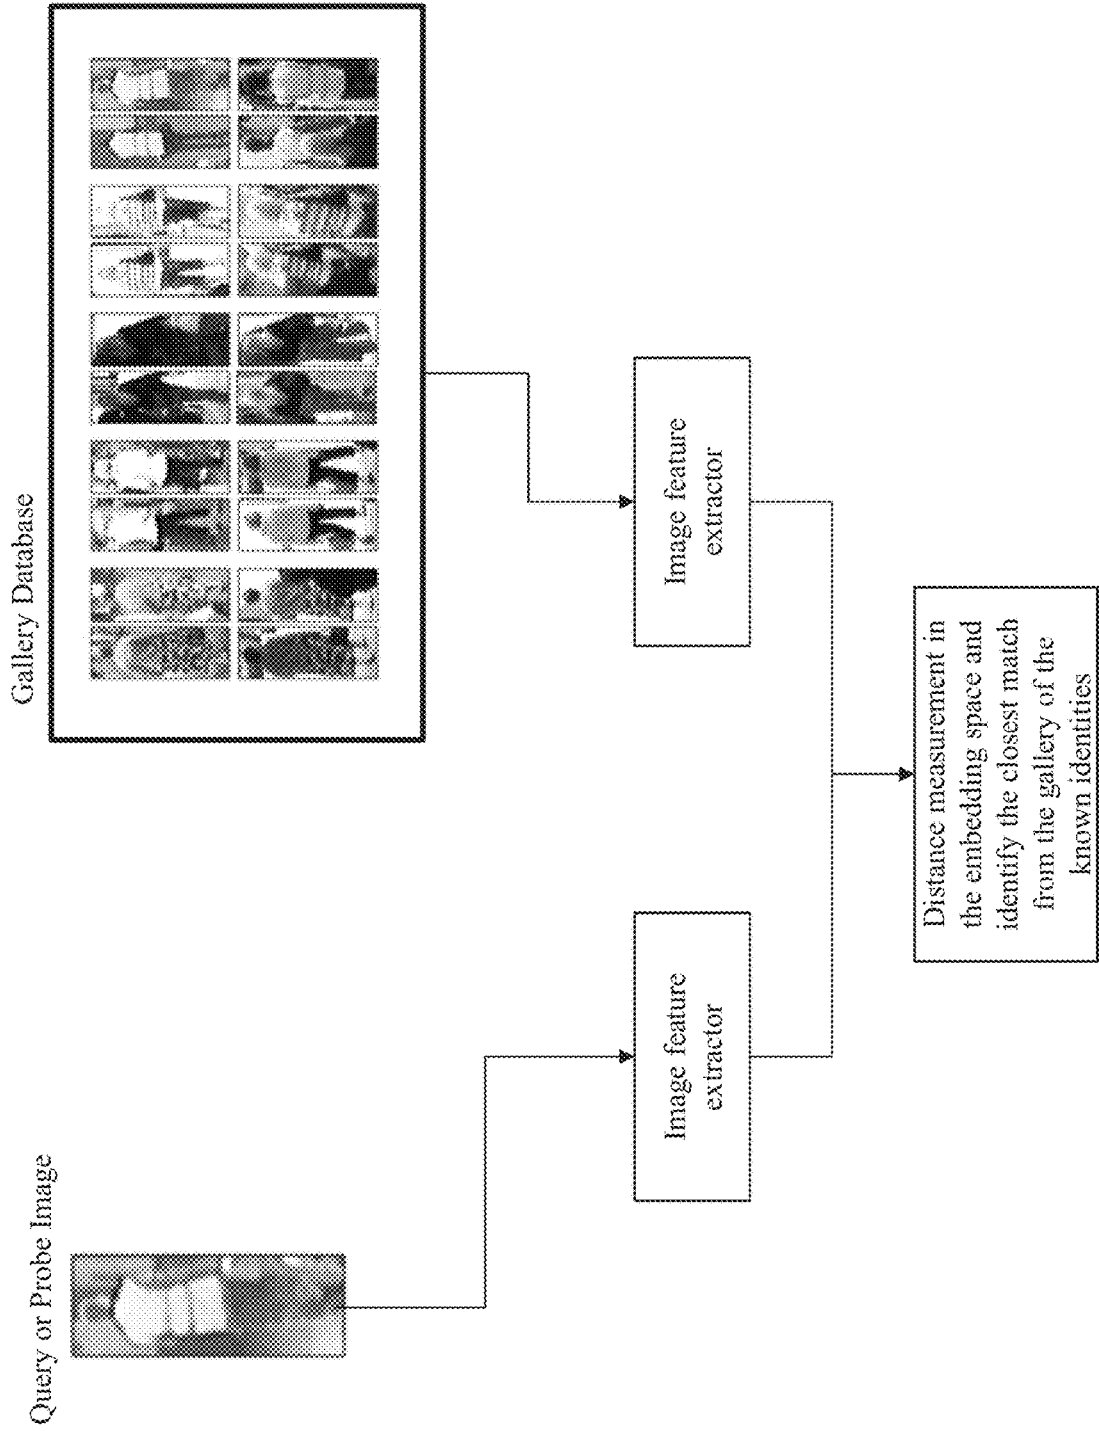 Query or Probe Image
Gallery Database
Image feature
extractor
Image feature
extractor
Distance measurement in
the embedding space and
identify the closest match
from the gallery of the
known identities